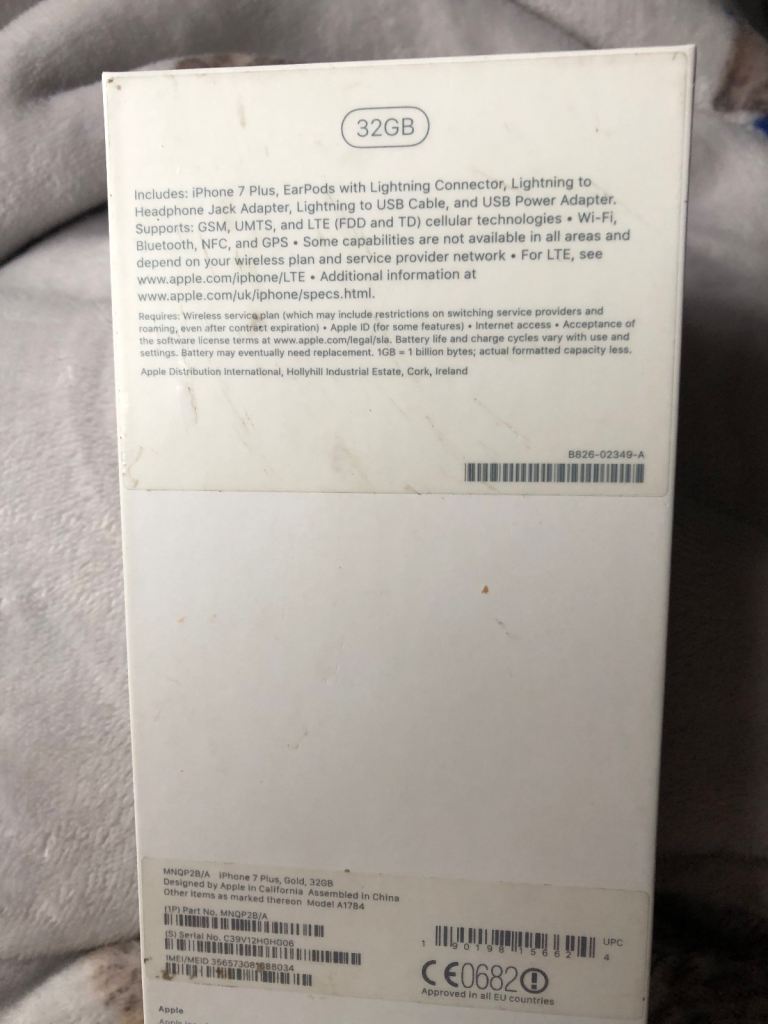 32GB
Includes: iPhone 7 Plus, EarPods with Lightning Connector, Lightning to
Headphone Jack Adapter, Lightning to USB Cable, and USB Power Adapter.
Supports: GSM, UMTS, and LTE (FDD and TD) cellular technologies • Wi-Fi,
Bluetooth, NFC, and GPS • Some capabilities are not available in all areas and
depend on your wireless plan and service provider network • For LTE, see
www.apple.com/iphone/LTE • Additional information at
www.apple.com/uk/iphone/specs.html.
Requires: Wireless service plan (which may include restrictions on switching service providers and
roaming, even after contract expiration) • Apple ID (for some features) • Internet access • Acceptance of
the software license terms at www.apple.com/legal/sla. Battery life and charge cycles vary with use and
settings. Battery may eventually need replacement. 1GB = 1 billion bytes; actual formatted capacity less.
Apple Distribution International, Hollyhill Industrial Estate, Cork, Ireland
B826-02349-A
MNQP2B/A iPhone 7 Plus, Gold, 32GB
Designed by Apple in California Assembled in China
Other items as marked thereon Model A1784
(1P) Part No. MNQP2B/A
(S) Serial No. C39V12HGHG06
IMEI/MEID 356573081688034
1 90198 15662 4 UPC
CE0682
Approved in all EU countries
Apple